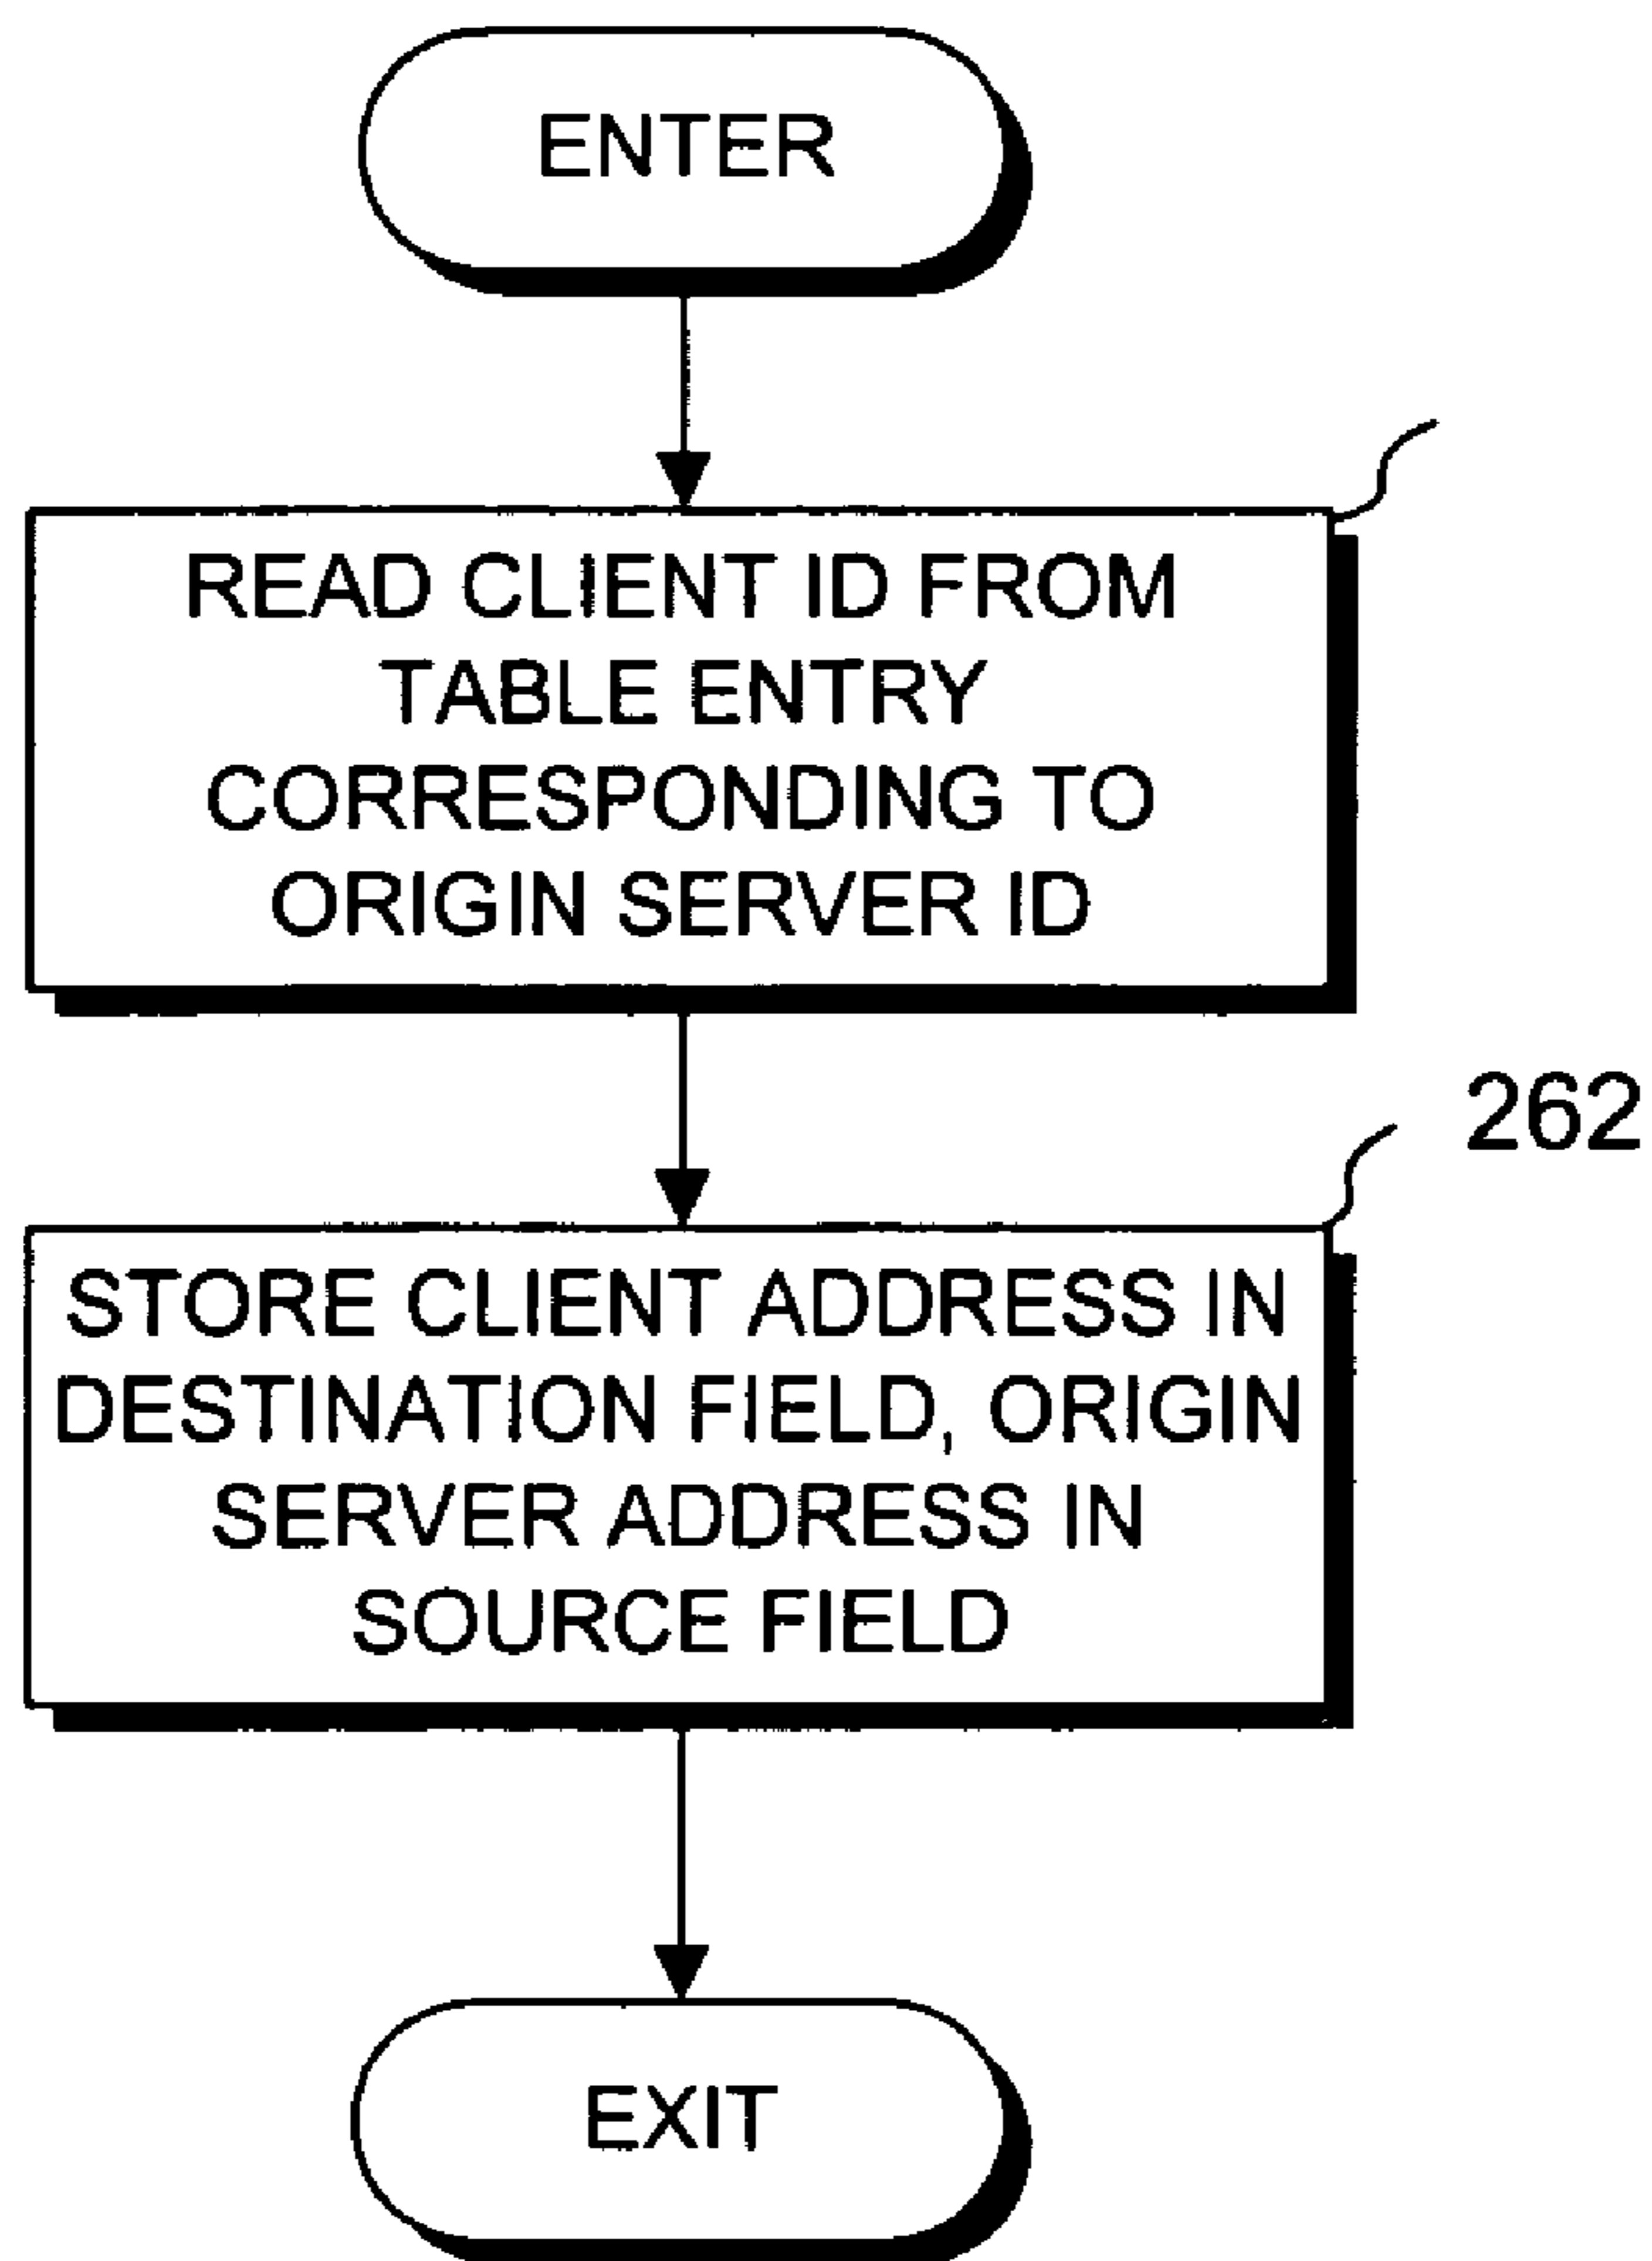 ENTER
READ CLIENT ID FROM
TABLE ENTRY
CORRESPONDING TO
ORIGIN SERVER ID
262
STORE CLIENT ADDRESS IN
DESTINATION FIELD, ORIGIN
SERVER ADDRESS IN
SOURCE FIELD
EXIT